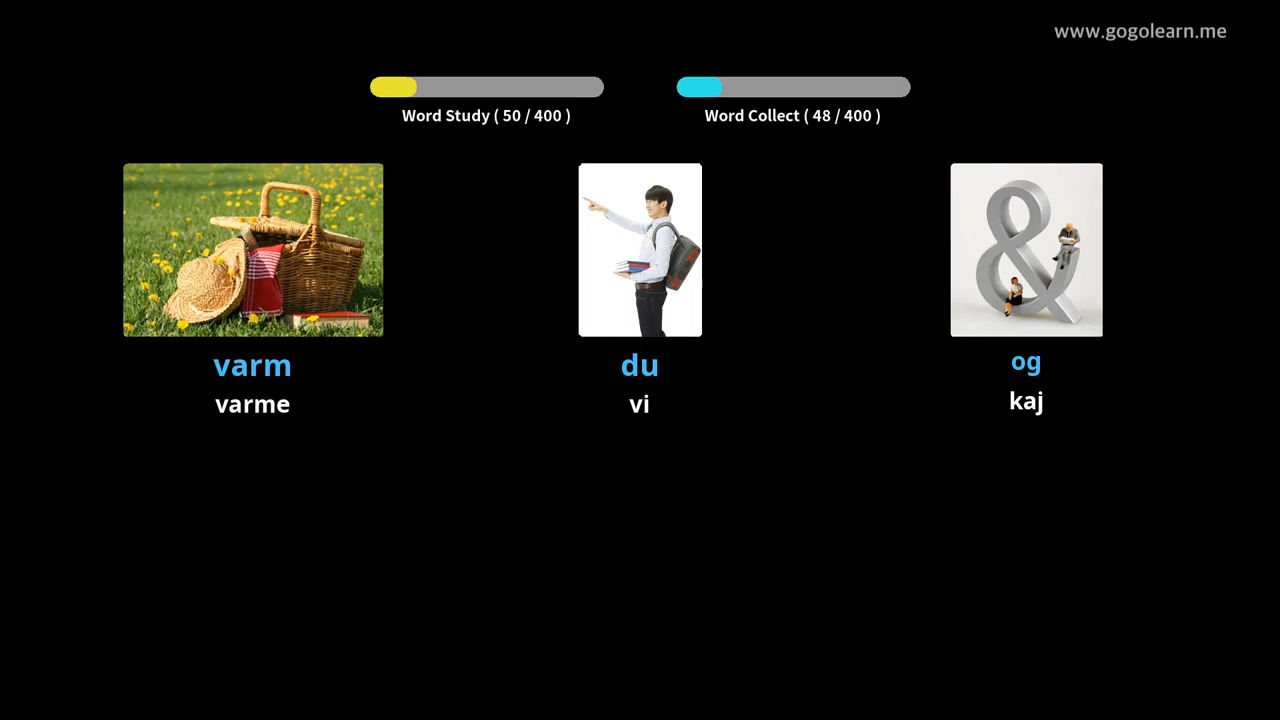 www.gogolearn.me
Word Study ( 50 / 400 )
Word Collect ( 48 / 400 )
varm
varme
du
vi
og
kaj